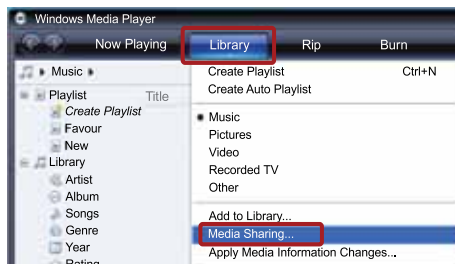 Windows Media Player
Now Playing Library Rip Burn
Music
Playlist Title
Create Playlist
Favour
New
Library
Artist
Album
Songs
Genre
Year
Rating
Create Playlist Ctrl+N
Create Auto Playlist
Music
Pictures
Video
Recorded TV
Other
Add to Library...
Media Sharing...
Apply Media Information Changes...